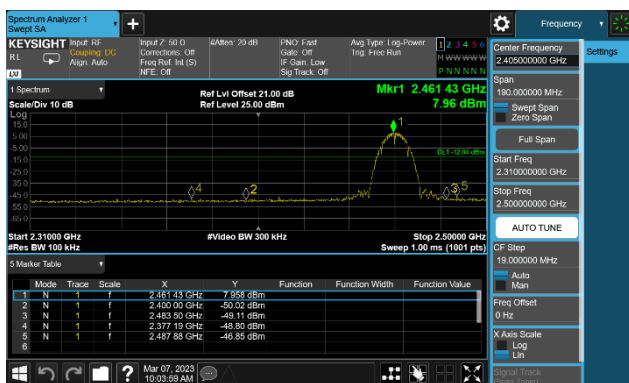 Spectrum Analyzer 1
Swept SA
Frequency
KEYSIGHT Input: RF Input Z: 50 Ω #Atten: 20 dB PNO: Fast Avg Type: Log-Power 1 2 3 4 5 6
RL Coupling: DC Corrections: Off Gate: Off Trig: Free Run M W W W W W
Align: Auto Freq Ref: Int (S) IF Gain: Low
NFE: Off Sig Track: Off P N N N N N
LW
1 Spectrum Ref Lvl Offset 21.00 dB Mkr1 2.461 43 GHz
Scale/Div 10 dB Ref Level 25.00 dBm 7.96 dBm
Log
15.0
5.00
-5.00
-15.0
-25.0
-35.0
-45.0
-55.0
-65.0
1
DL1 -12.04 dBm
4
2
3
5
Start 2.31000 GHz #Video BW 300 kHz Stop 2.50000 GHz
#Res BW 100 kHz Sweep 1.00 ms (1001 pts)
5 Marker Table
Mode Trace Scale X Y Function Function Width Function Value
1 N 1 f 2.461 43 GHz 7.958 dBm
2 N 1 f 2.400 00 GHz -50.02 dBm
3 N 1 f 2.483 50 GHz -49.11 dBm
4 N 1 f 2.377 19 GHz -48.80 dBm
5 N 1 f 2.487 88 GHz -46.85 dBm
6
Mar 07, 2023
10:03:59 AM
Center Frequency
2.405000000 GHz
Settings
Span
190.000000 MHz
Swept Span
Zero Span
Full Span
Start Freq
2.310000000 GHz
Stop Freq
2.500000000 GHz
AUTO TUNE
CF Step
19.000000 MHz
Auto
Man
Freq Offset
0 Hz
X Axis Scale
Log
Lin
Signal Track
(Span Zoom)